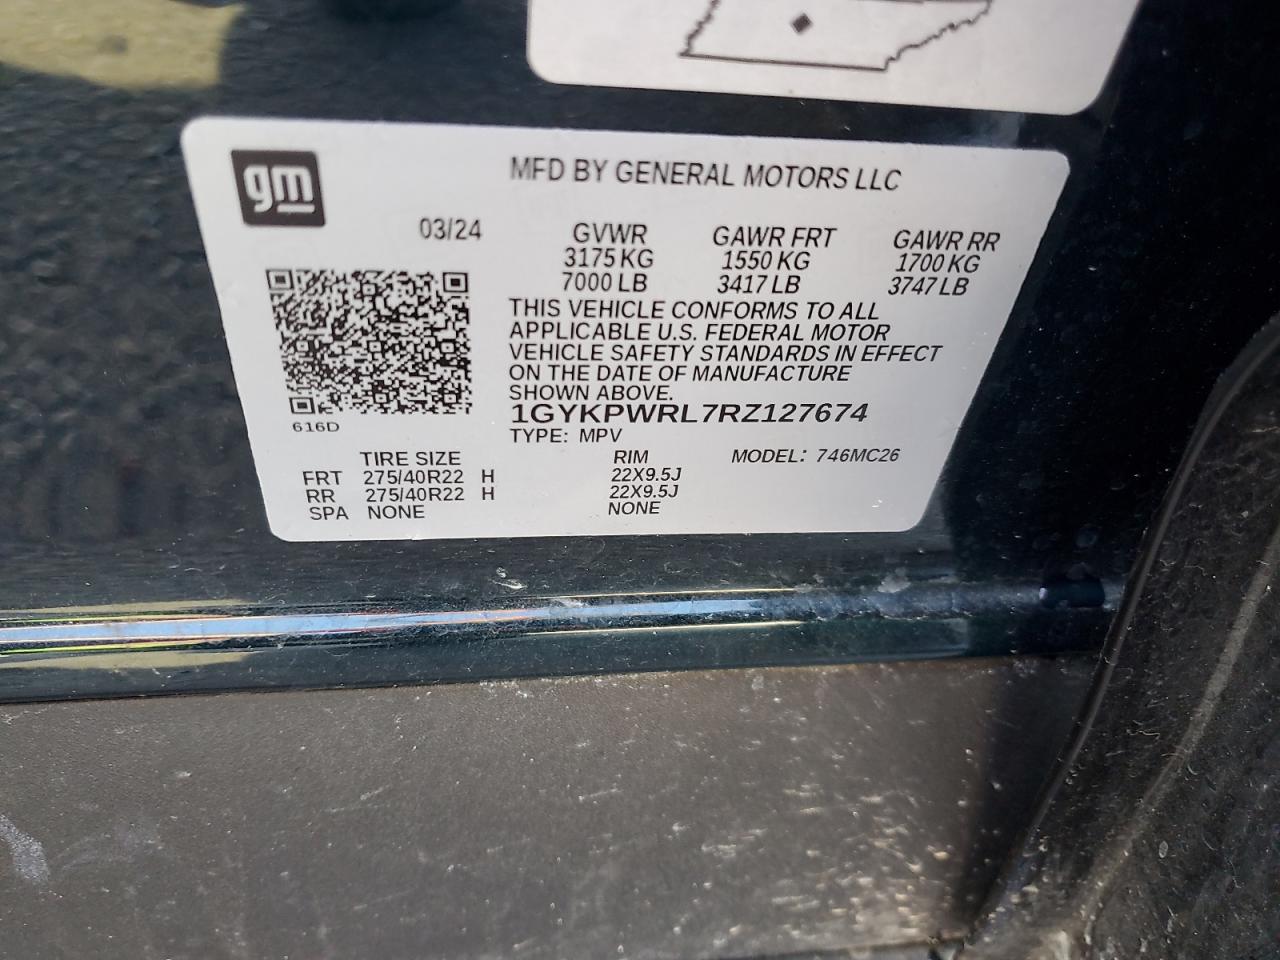 gm
MFD BY GENERAL MOTORS LLC
03/24
GVWR GAWR FRT GAWR RR
3175 KG 1550 KG 1700 KG
7000 LB 3417 LB 3747 LB
THIS VEHICLE CONFORMS TO ALL
APPLICABLE U.S. FEDERAL MOTOR
VEHICLE SAFETY STANDARDS IN EFFECT
ON THE DATE OF MANUFACTURE
SHOWN ABOVE.
1GYKPWRL7RZ127674
616D
TYPE: MPV
TIRE SIZE RIM MODEL: 746MC26
FRT 275/40R22 H 22X9.5J
RR 275/40R22 H 22X9.5J
SPA NONE NONE